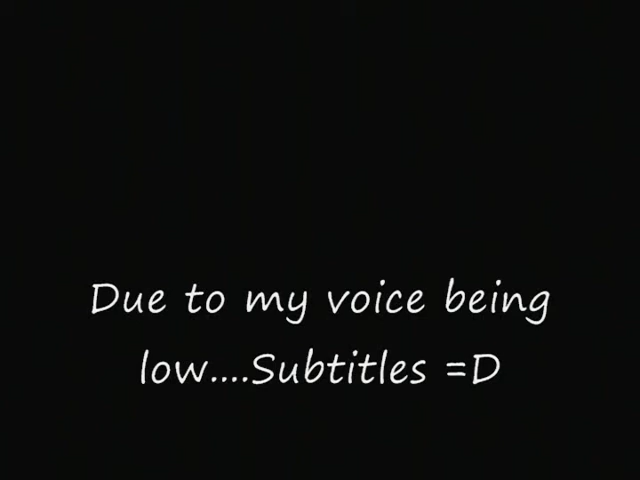 Due to my voice being
low....Subtitles =D